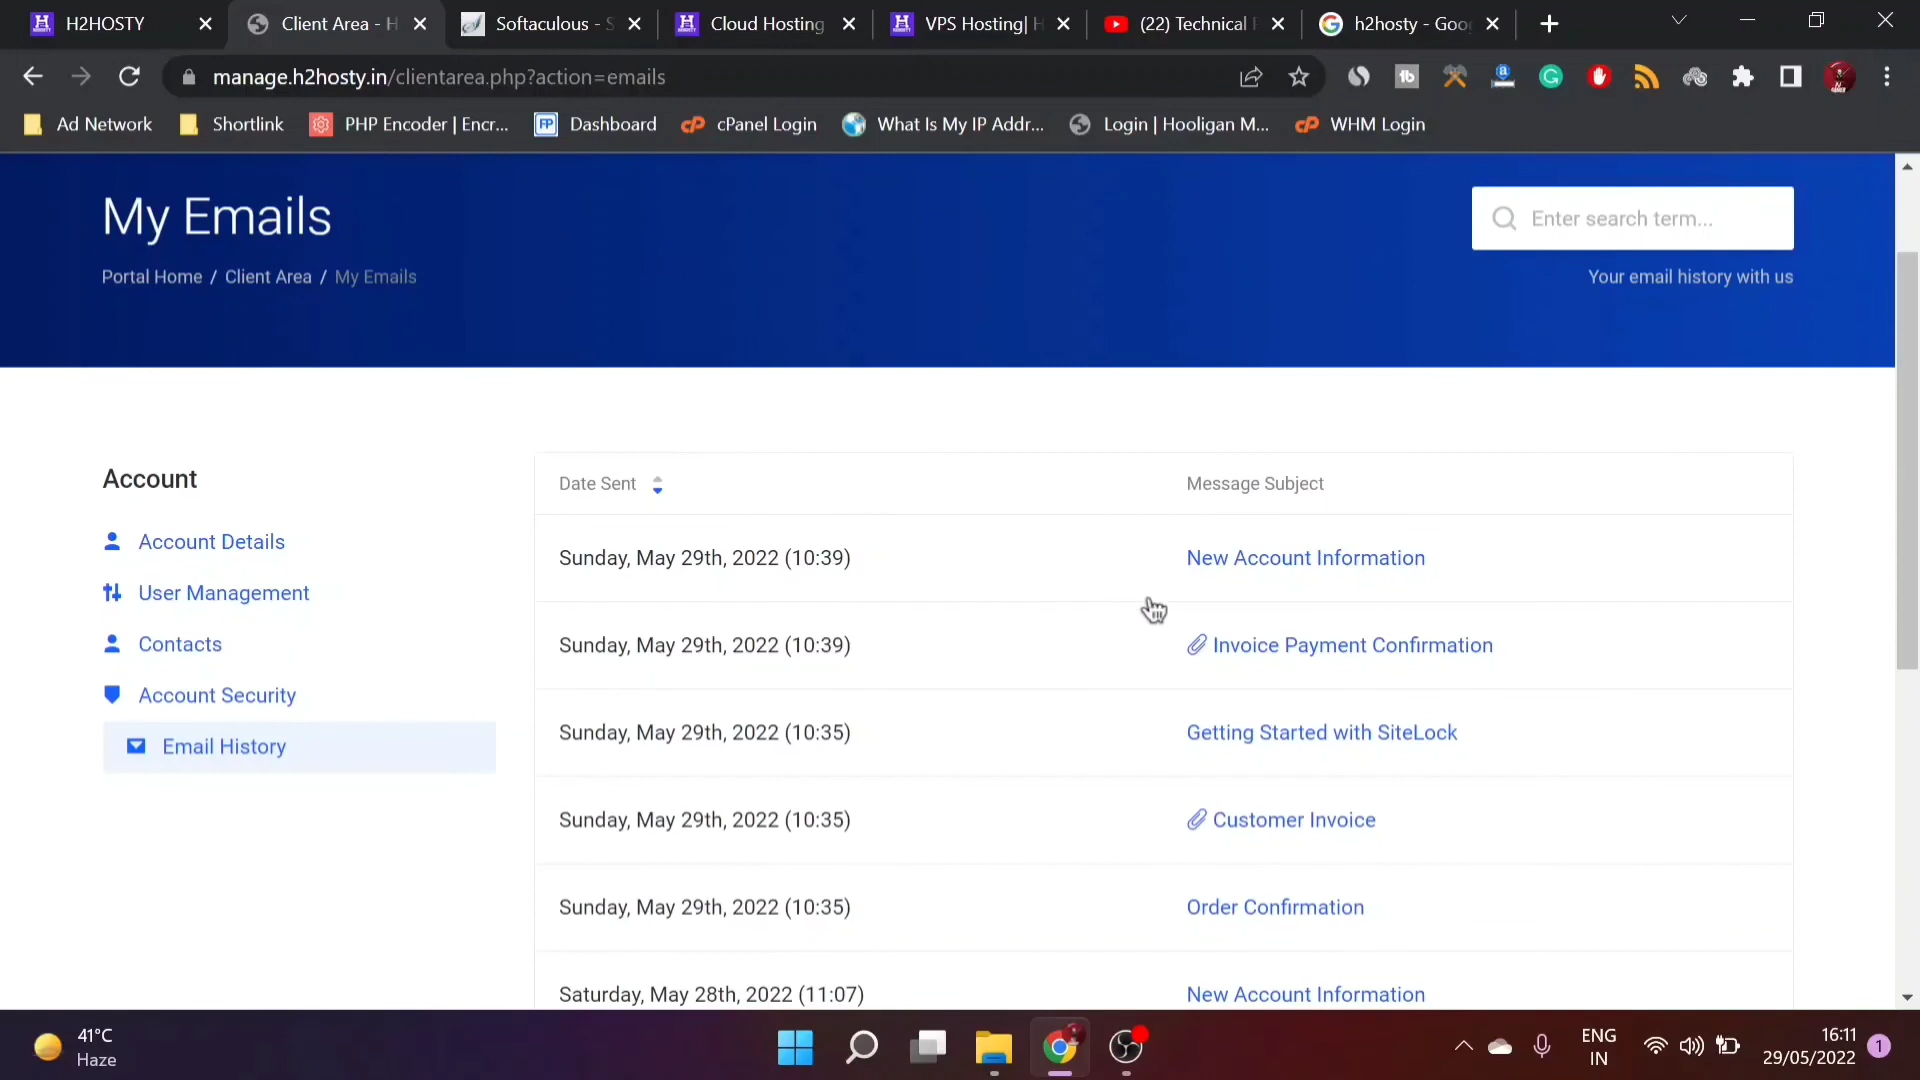 H2HOSTY
Client Area - H
Softaculous - S
Cloud Hosting
VPS Hosting| H
(22) Technical
h2hosty - Goo
manage.h2hosty.in/clientarea.php?action=emails
Ad Network
Shortlink
PHP Encoder | Encr...
Dashboard
cPanel Login
What Is My IP Addr...
Login | Hooligan M...
WHM Login
My Emails
Enter search term...
Portal Home / Client Area / My Emails
Your email history with us
Account
Account Details
User Management
Contacts
Account Security
Email History
Date Sent
Message Subject
Sunday, May 29th, 2022 (10:39)
New Account Information
Sunday, May 29th, 2022 (10:39)
Invoice Payment Confirmation
Sunday, May 29th, 2022 (10:35)
Getting Started with SiteLock
Sunday, May 29th, 2022 (10:35)
Customer Invoice
Sunday, May 29th, 2022 (10:35)
Order Confirmation
Saturday, May 28th, 2022 (11:07)
New Account Information
41°C
Haze
ENG
IN
16:11
29/05/2022
1